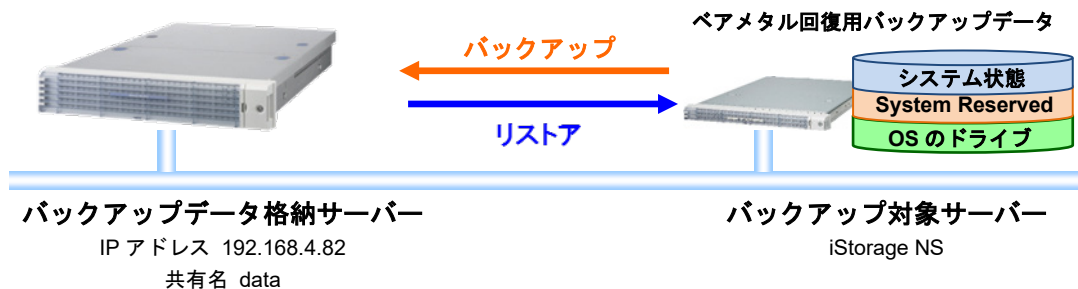 ベアメタル回復用バックアップデータ
バックアップ
システム状態
System Reserved
OS のドライブ
リストア
バックアップデータ格納サーバー
IP アドレス 192.168.4.82
共有名 data
バックアップ対象サーバー
iStorage NS